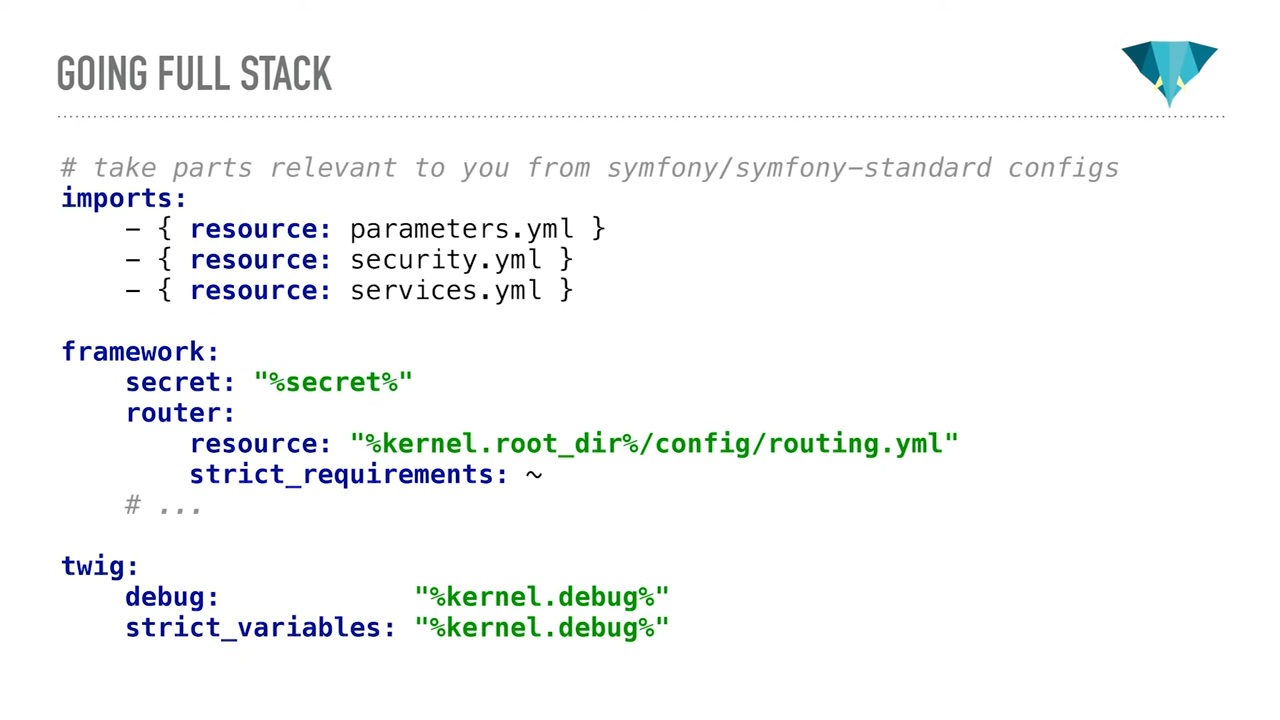 GOING FULL STACK
# take parts relevant to you from symfony/symfony-standard configs
imports:
    - { resource: parameters.yml }
    - { resource: security.yml }
    - { resource: services.yml }
framework:
    secret: "%secret%"
    router:
        resource: "%kernel.root_dir%/config/routing.yml"
        strict_requirements: ~
    # ...
twig:
    debug:            "%kernel.debug%"
    strict_variables: "%kernel.debug%"